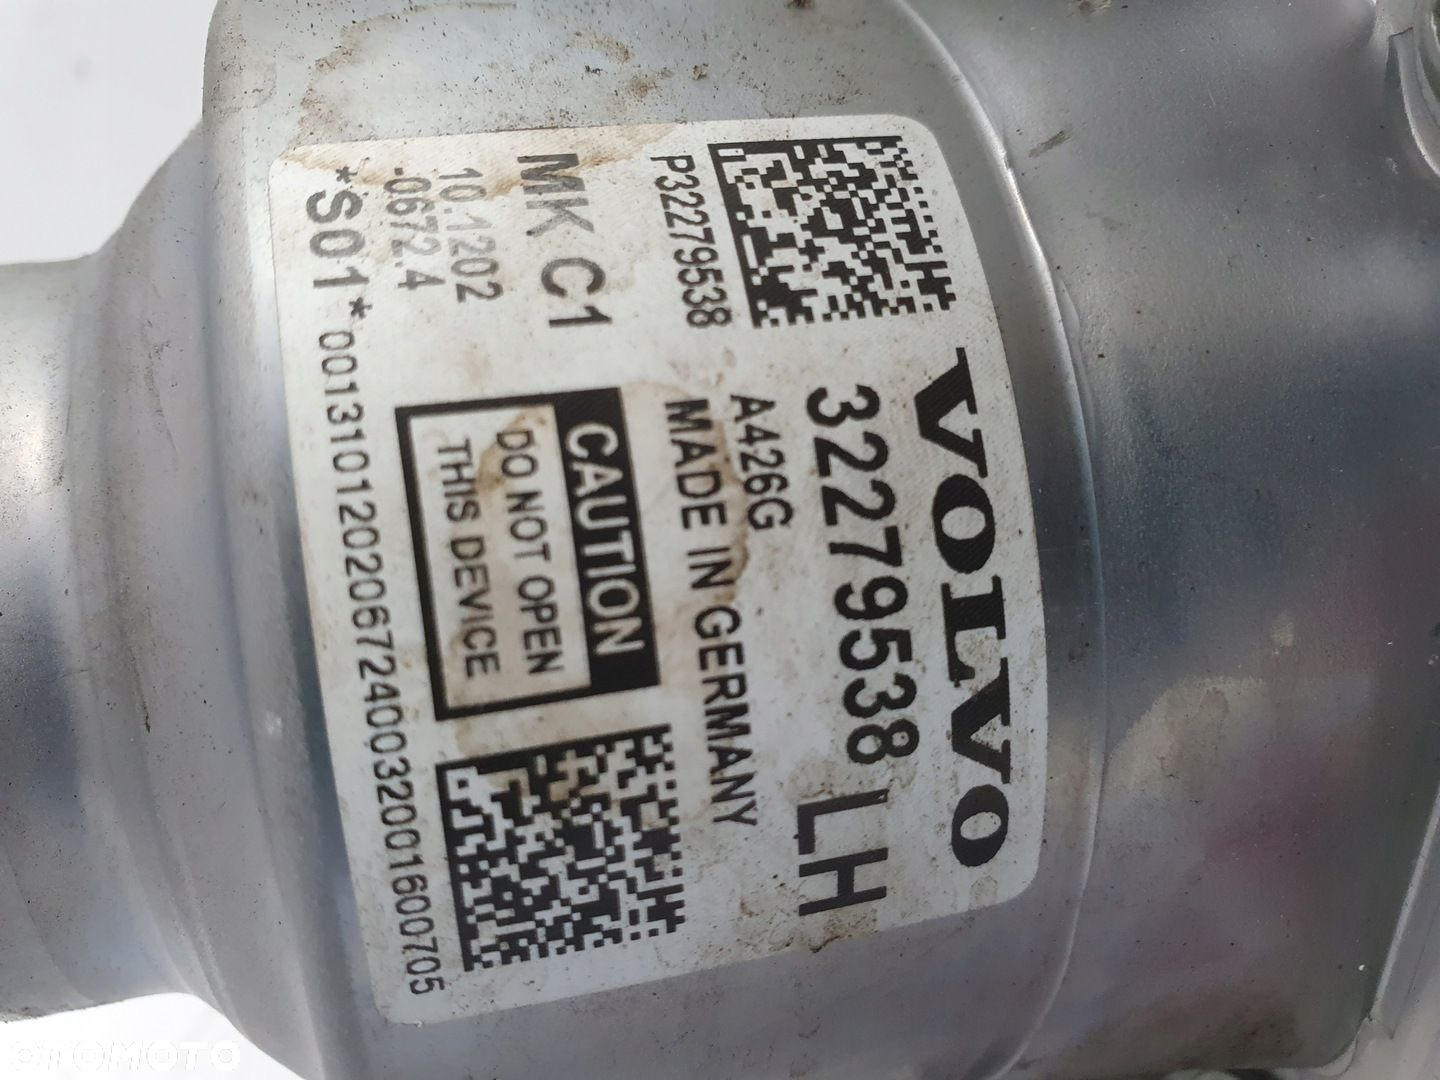 VOLVO
32279538 LH
P32279538
A426G
MADE IN GERMANY
MK C1
CAUTION
DO NOT OPEN
THIS DEVICE
10.1202
-0672.4
*S01*
0013101202067240032001600705
OTOMOTO